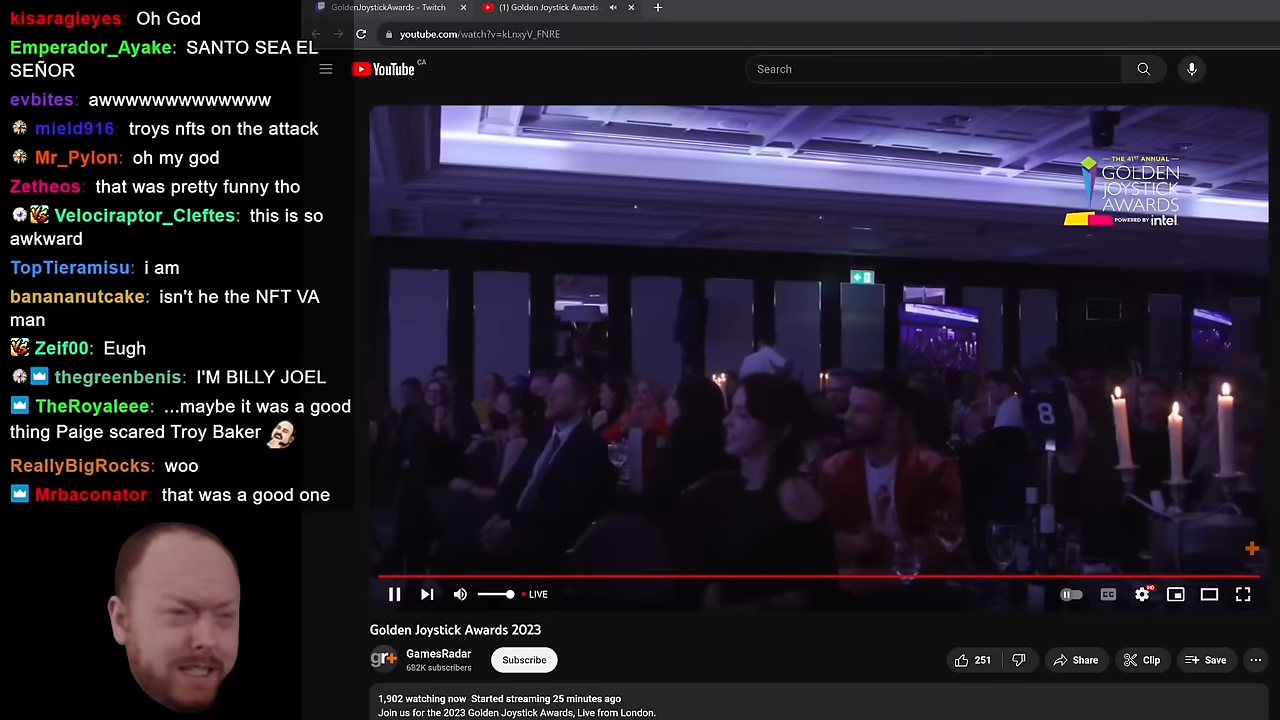 GoldenJoystickAwards - Twitch
(1) Golden Joystick Awards
youtube.com/watch?v=kLnxyV_FNRE
YouTube CA
Search
kisaragieyes: Oh God
Emperador_Ayake: SANTO SEA EL
SEÑOR
evbites: awwwwwwwwwwwww
mield916: troys nfts on the attack
Mr_Pylon: oh my god
Zetheos: that was pretty funny tho
Velociraptor_Cleftes: this is so
awkward
TopTieramisu: i am
banananutcake: isn't he the NFT VA
man
Zeif00: Eugh
thegreenbenis: I'M BILLY JOEL
TheRoyaleee: ...maybe it was a good
thing Paige scared Troy Baker
ReallyBigRocks: woo
Mrbaconator: that was a good one
THE 41ST ANNUAL
GOLDEN
JOYSTICK
AWARDS
POWERED BY intel.
8
LIVE
CC
HD
Golden Joystick Awards 2023
gr+
GamesRadar
682K subscribers
Subscribe
251
Share
Clip
Save
1,902 watching now Started streaming 25 minutes ago
Join us for the 2023 Golden Joystick Awards, Live from London.